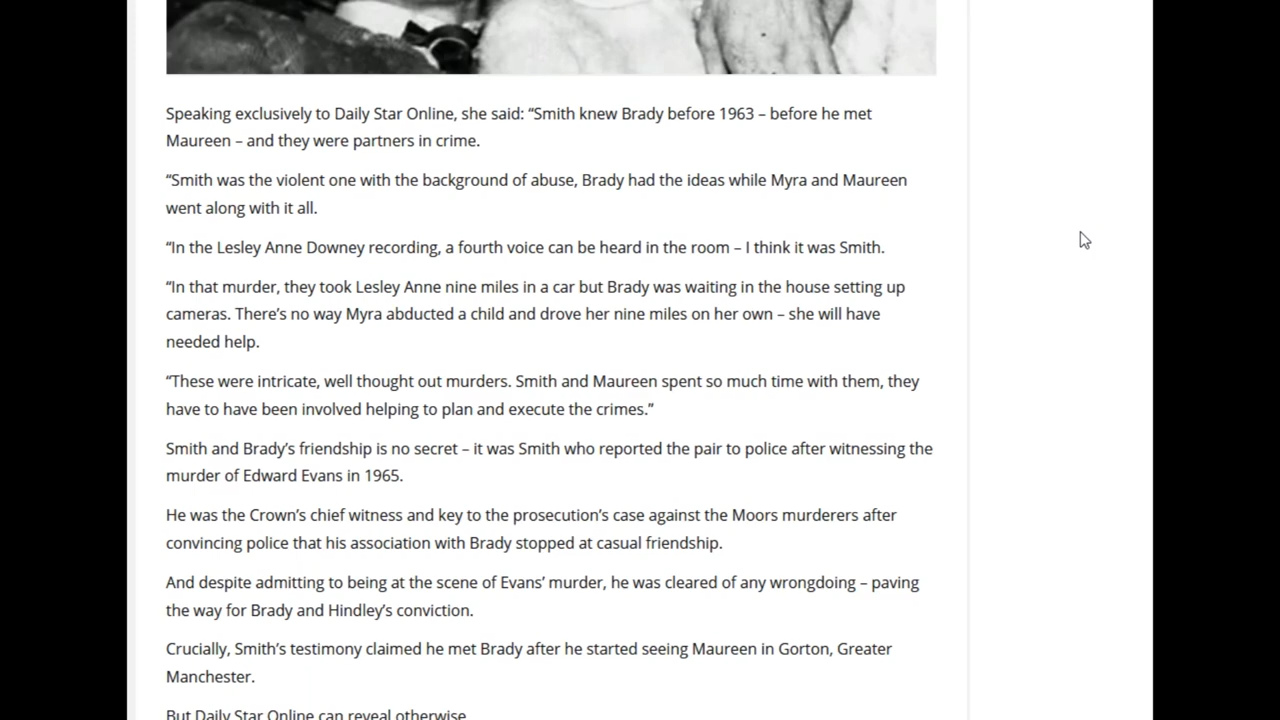 Speaking exclusively to Daily Star Online, she said: “Smith knew Brady before 1963 – before he met
Maureen – and they were partners in crime.
“Smith was the violent one with the background of abuse, Brady had the ideas while Myra and Maureen
went along with it all.
“In the Lesley Anne Downey recording, a fourth voice can be heard in the room – I think it was Smith.
“In that murder, they took Lesley Anne nine miles in a car but Brady was waiting in the house setting up
cameras. There’s no way Myra abducted a child and drove her nine miles on her own – she will have
needed help.
“These were intricate, well thought out murders. Smith and Maureen spent so much time with them, they
have to have been involved helping to plan and execute the crimes.”
Smith and Brady’s friendship is no secret – it was Smith who reported the pair to police after witnessing the
murder of Edward Evans in 1965.
He was the Crown’s chief witness and key to the prosecution’s case against the Moors murderers after
convincing police that his association with Brady stopped at casual friendship.
And despite admitting to being at the scene of Evans’ murder, he was cleared of any wrongdoing – paving
the way for Brady and Hindley’s conviction.
Crucially, Smith’s testimony claimed he met Brady after he started seeing Maureen in Gorton, Greater
Manchester.
But Daily Star Online can reveal otherwise